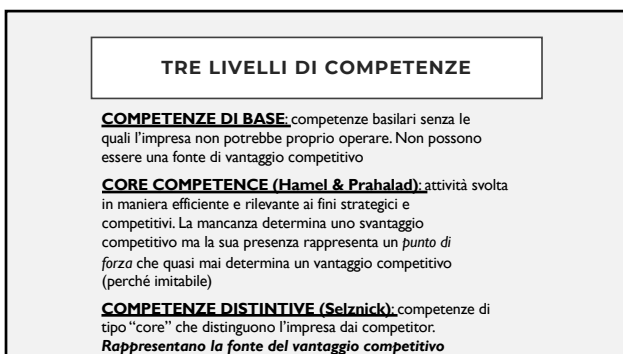 TRE LIVELLI DI COMPETENZE
COMPETENZE DI BASE: competenze basilari senza le
quali l’impresa non potrebbe proprio operare. Non possono
essere una fonte di vantaggio competitivo
CORE COMPETENCE (Hamel & Prahalad): attività svolta
in maniera efficiente e rilevante ai fini strategici e
competitivi. La mancanza determina uno svantaggio
competitivo ma la sua presenza rappresenta un punto di
forza che quasi mai determina un vantaggio competitivo
(perché imitabile)
COMPETENZE DISTINTIVE (Selznick): competenze di
tipo “core” che distinguono l’impresa dai competitor.
Rappresentano la fonte del vantaggio competitivo